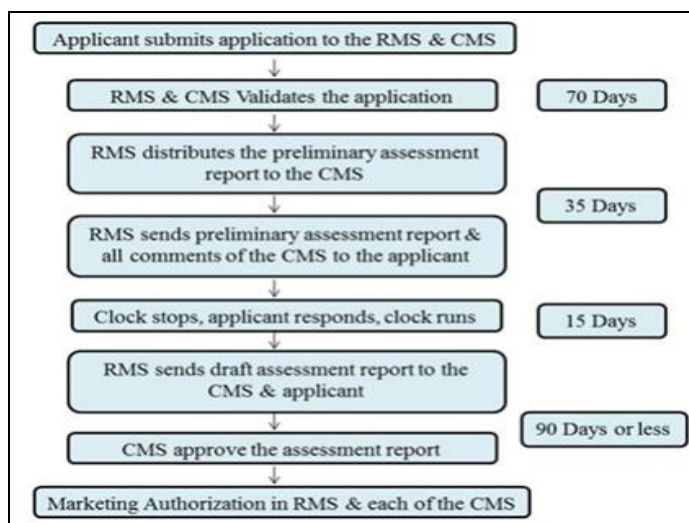 Applicant submits application to the RMS & CMS
RMS & CMS Validates the application
70 Days
RMS distributes the preliminary assessment
report to the CMS
35 Days
RMS sends preliminary assessment report &
all comments of the CMS to the applicant
Clock stops, applicant responds, clock runs
15 Days
RMS sends draft assessment report to the
CMS & applicant
90 Days or less
CMS approve the assessment report
Marketing Authorization in RMS & each of the CMS